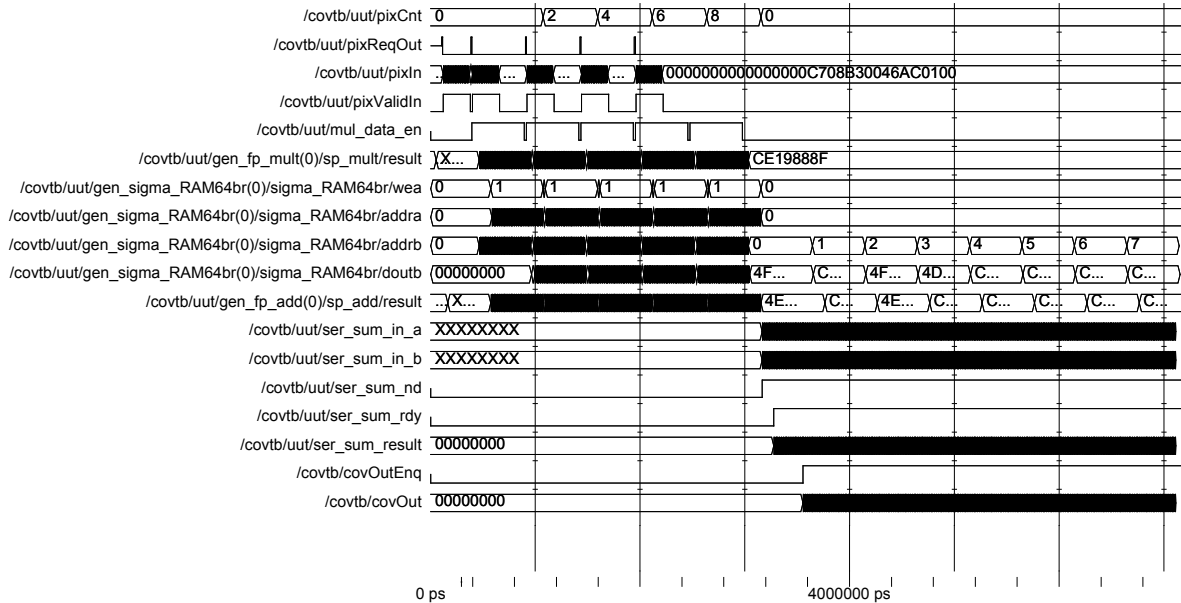 /covtb/uut/pixCnt 0 2 4 6 8 0
/covtb/uut/pixReqOut
/covtb/uut/pixIn ... ... ... ... 0000000000000000C708B30046AC0100
/covtb/uut/pixValidIn
/covtb/uut/mul_data_en
/covtb/uut/gen_fp_mult(0)/sp_mult/result X... CE19888F
/covtb/uut/gen_sigma_RAM64br(0)/sigma_RAM64br/wea 0 1 1 1 1 1 0
/covtb/uut/gen_sigma_RAM64br(0)/sigma_RAM64br/addra 0 0
/covtb/uut/gen_sigma_RAM64br(0)/sigma_RAM64br/addrb 0 0 1 2 3 4 5 6 7
/covtb/uut/gen_sigma_RAM64br(0)/sigma_RAM64br/doutb 00000000 4F... C... 4F... 4D... C... C... C... C...
/covtb/uut/gen_fp_add(0)/sp_add/result ... X... 4E... C... 4E... C... C... C... C... C...
/covtb/uut/ser_sum_in_a XXXXXXXX
/covtb/uut/ser_sum_in_b XXXXXXXX
/covtb/uut/ser_sum_nd
/covtb/uut/ser_sum_rdy
/covtb/uut/ser_sum_result 00000000
/covtb/covOutEnq
/covtb/covOut 00000000
0 ps 4000000 ps